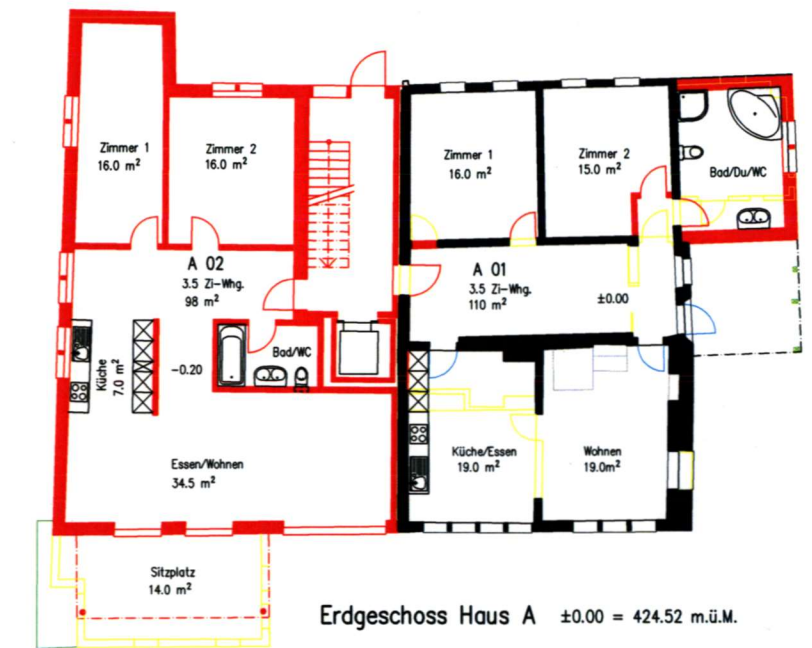 Zimmer 1
16.0 m²
Zimmer 2
16.0 m²
Zimmer 1
16.0 m²
Zimmer 2
15.0 m²
Bad/Du/WC
A 02
3.5 Zi-Whg.
98 m²
A 01
3.5 Zi-Whg.
110 m²
±0.00
Küche
7.0 m²
-0.20
Bad/WC
Essen/Wohnen
34.5 m²
Küche/Essen
19.0 m²
Wohnen
19.0m²
Sitzplatz
14.0 m²
Erdgeschoss Haus A ±0.00 = 424.52 m.ü.M.